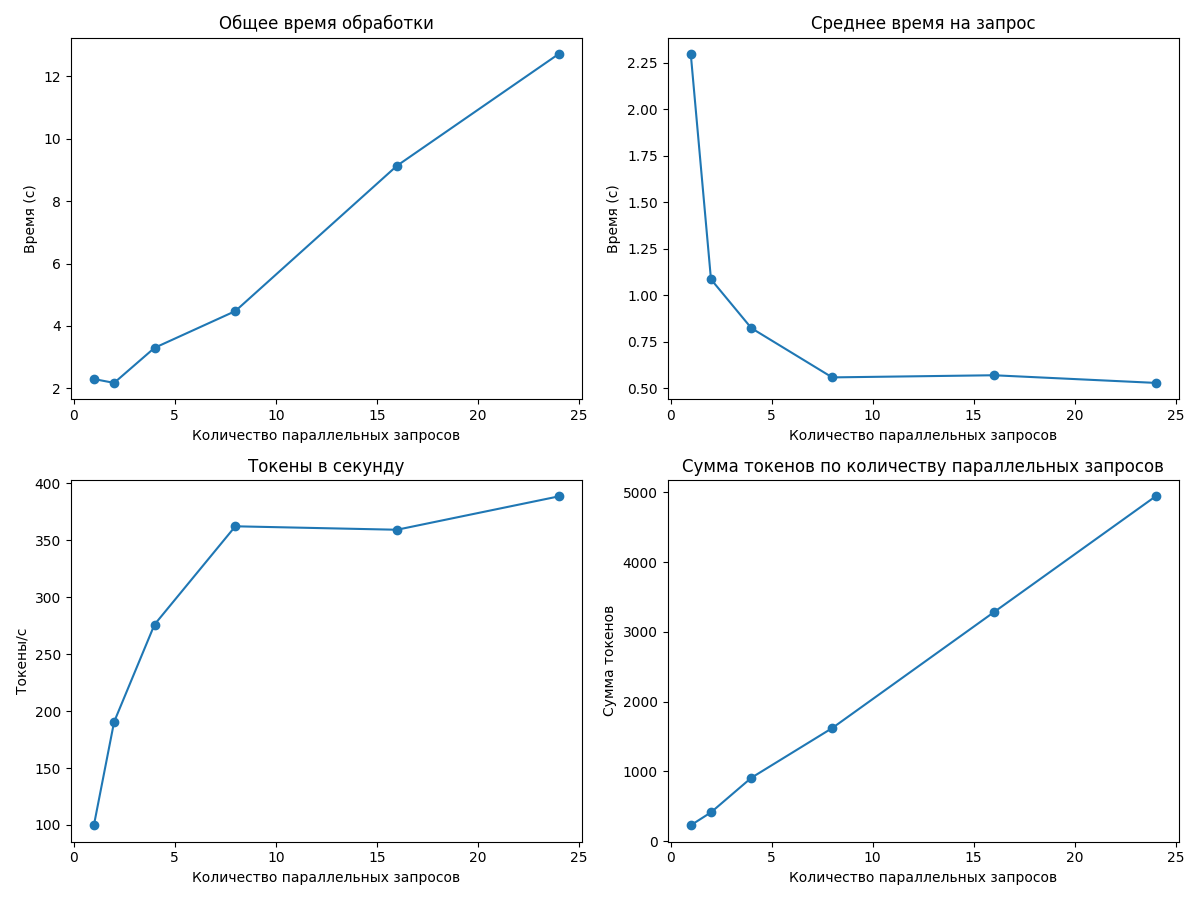 Общее время обработки
Время (с)
12
10
8
6
4
2
0 5 10 15 20 25
Количество параллельных запросов
Среднее время на запрос
Время (с)
2.25
2.00
1.75
1.50
1.25
1.00
0.75
0.50
0 5 10 15 20 25
Количество параллельных запросов
Токены в секунду
Токены/с
400
350
300
250
200
150
100
0 5 10 15 20 25
Количество параллельных запросов
Сумма токенов по количеству параллельных запросов
Сумма токенов
5000
4000
3000
2000
1000
0
0 5 10 15 20 25
Количество параллельных запросов